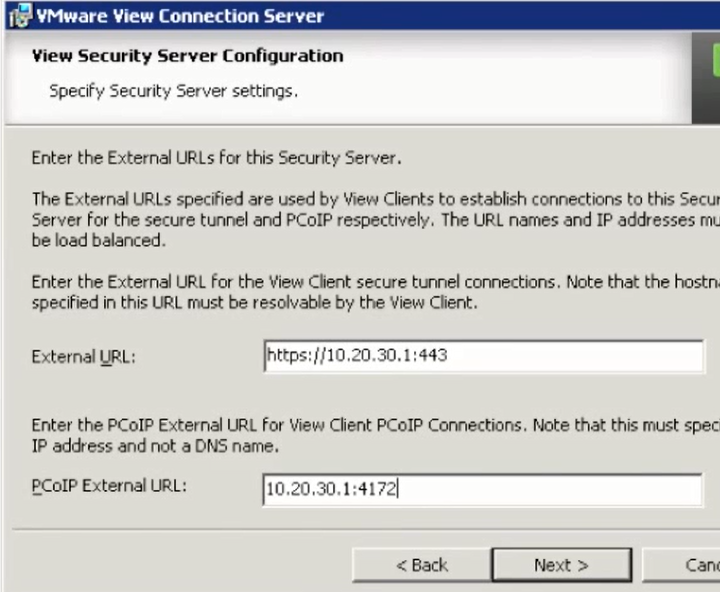 VMware View Connection Server
View Security Server Configuration
Specify Security Server settings.
Enter the External URLs for this Security Server.
The External URLs specified are used by View Clients to establish connections to this Secur
Server for the secure tunnel and PCoIP respectively. The URL names and IP addresses mu
be load balanced.
Enter the External URL for the View Client secure tunnel connections. Note that the hostna
specified in this URL must be resolvable by the View Client.
External URL:
https://10.20.30.1:443
Enter the PCoIP External URL for View Client PCoIP Connections. Note that this must speci
IP address and not a DNS name.
PCoIP External URL:
10.20.30.1:4172
< Back
Next >
Canc